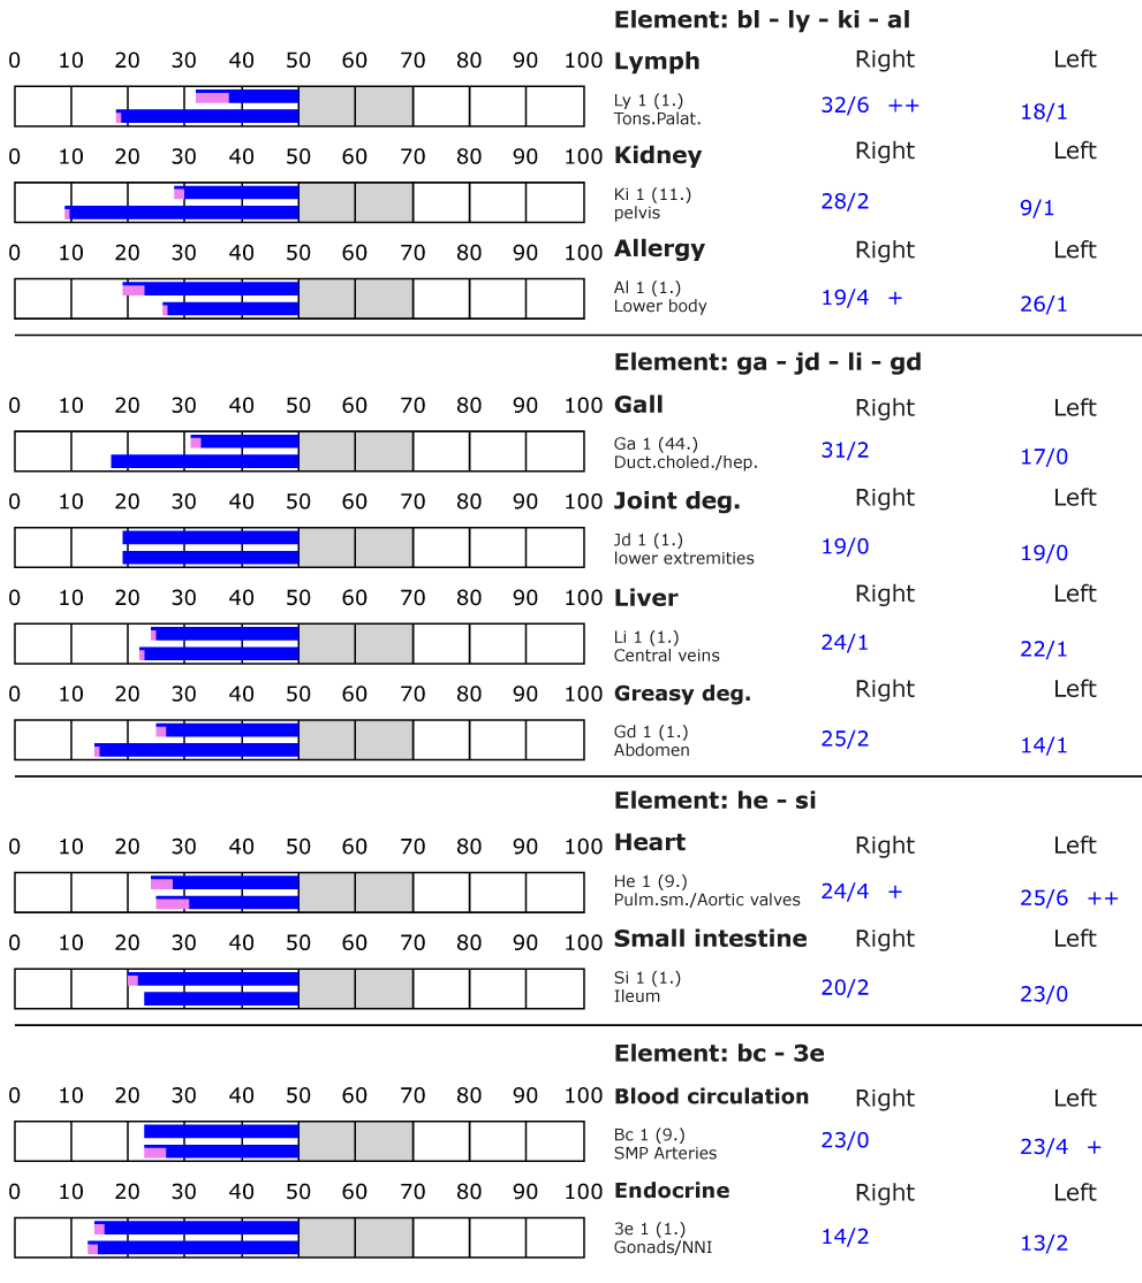 Element: bl - ly - ki - al
0 10 20 30 40 50 60 70 80 90 100 Lymph Right Left
Ly 1 (1.) 32/6 ++ 18/1
Tons.Palat.
0 10 20 30 40 50 60 70 80 90 100 Kidney Right Left
Ki 1 (11.) 28/2 9/1
pelvis
0 10 20 30 40 50 60 70 80 90 100 Allergy Right Left
Al 1 (1.) 19/4 + 26/1
Lower body
Element: ga - jd - li - gd
0 10 20 30 40 50 60 70 80 90 100 Gall Right Left
Ga 1 (44.) 31/2 17/0
Duct.choled./hep.
0 10 20 30 40 50 60 70 80 90 100 Joint deg. Right Left
Jd 1 (1.) 19/0 19/0
lower extremities
0 10 20 30 40 50 60 70 80 90 100 Liver Right Left
Li 1 (1.) 24/1 22/1
Central veins
0 10 20 30 40 50 60 70 80 90 100 Greasy deg. Right Left
Gd 1 (1.) 25/2 14/1
Abdomen
Element: he - si
0 10 20 30 40 50 60 70 80 90 100 Heart Right Left
He 1 (9.) 24/4 + 25/6 ++
Pulm.sm./Aortic valves
0 10 20 30 40 50 60 70 80 90 100 Small intestine Right Left
Si 1 (1.) 20/2 23/0
Ileum
Element: bc - 3e
0 10 20 30 40 50 60 70 80 90 100 Blood circulation Right Left
Bc 1 (9.) 23/0 23/4 +
SMP Arteries
0 10 20 30 40 50 60 70 80 90 100 Endocrine Right Left
3e 1 (1.) 14/2 13/2
Gonads/NNI